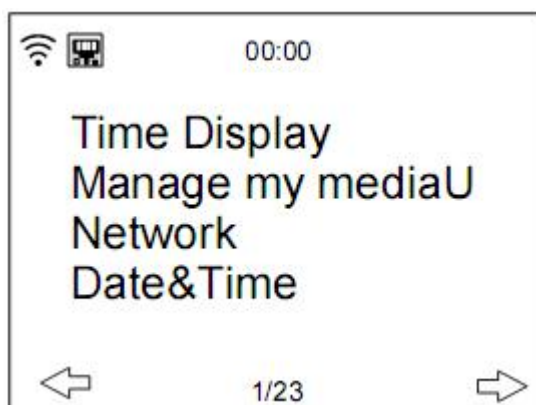 00:00
Time Display
Manage my mediaU
Network
Date&Time
1/23